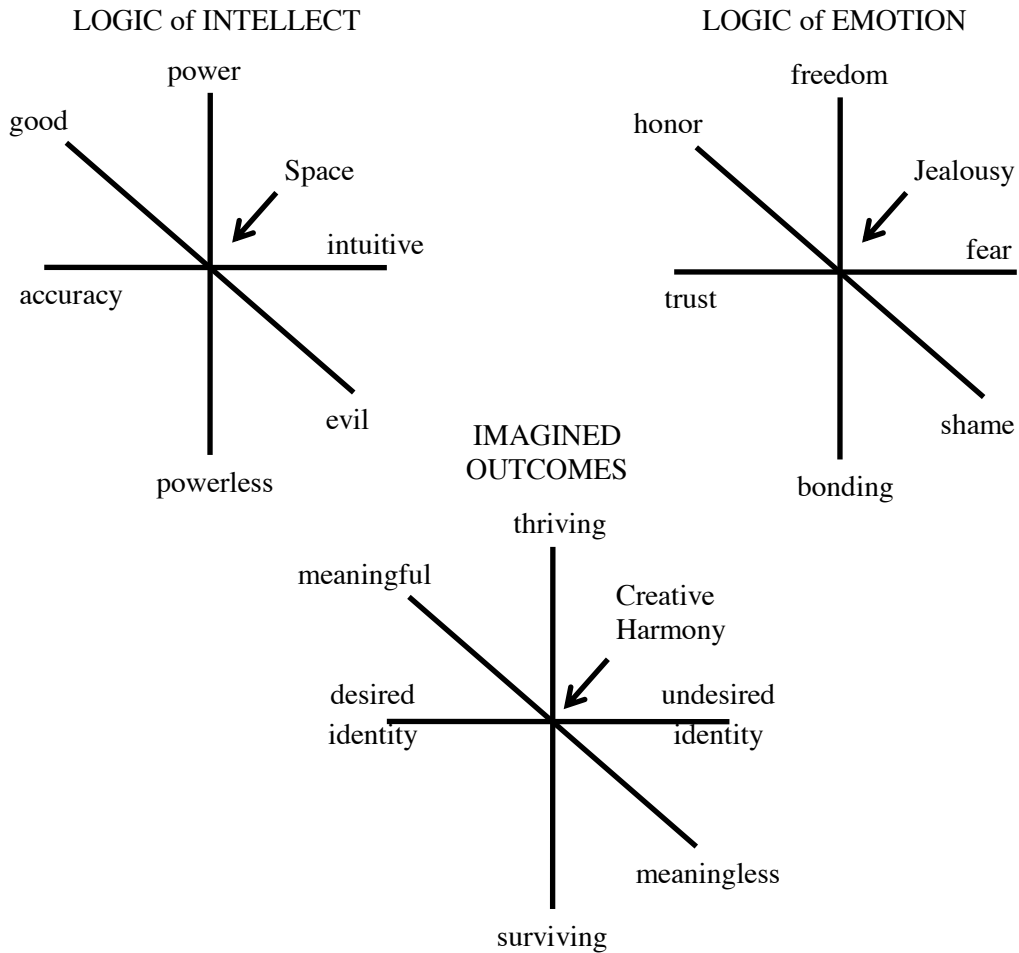 LOGIC of INTELLECT
power
good
Space
intuitive
accuracy
evil
powerless
LOGIC of EMOTION
freedom
honor
Jealousy
fear
trust
shame
bonding
IMAGINED
OUTCOMES
thriving
meaningful
Creative
Harmony
desired
identity
undesired
identity
meaningless
surviving